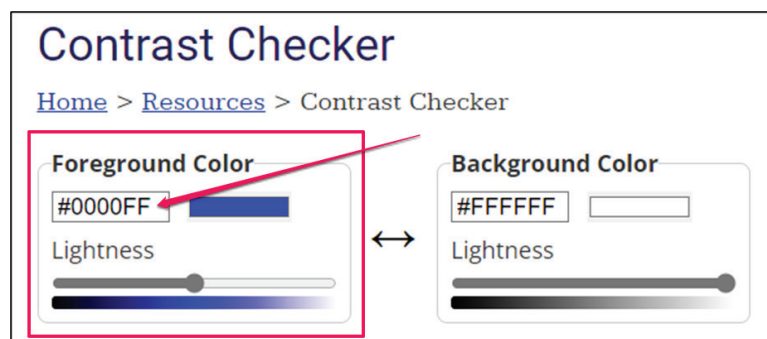 Contrast Checker
Home > Resources > Contrast Checker
Foreground Color
#0000FF
Lightness
Background Color
#FFFFFF
Lightness